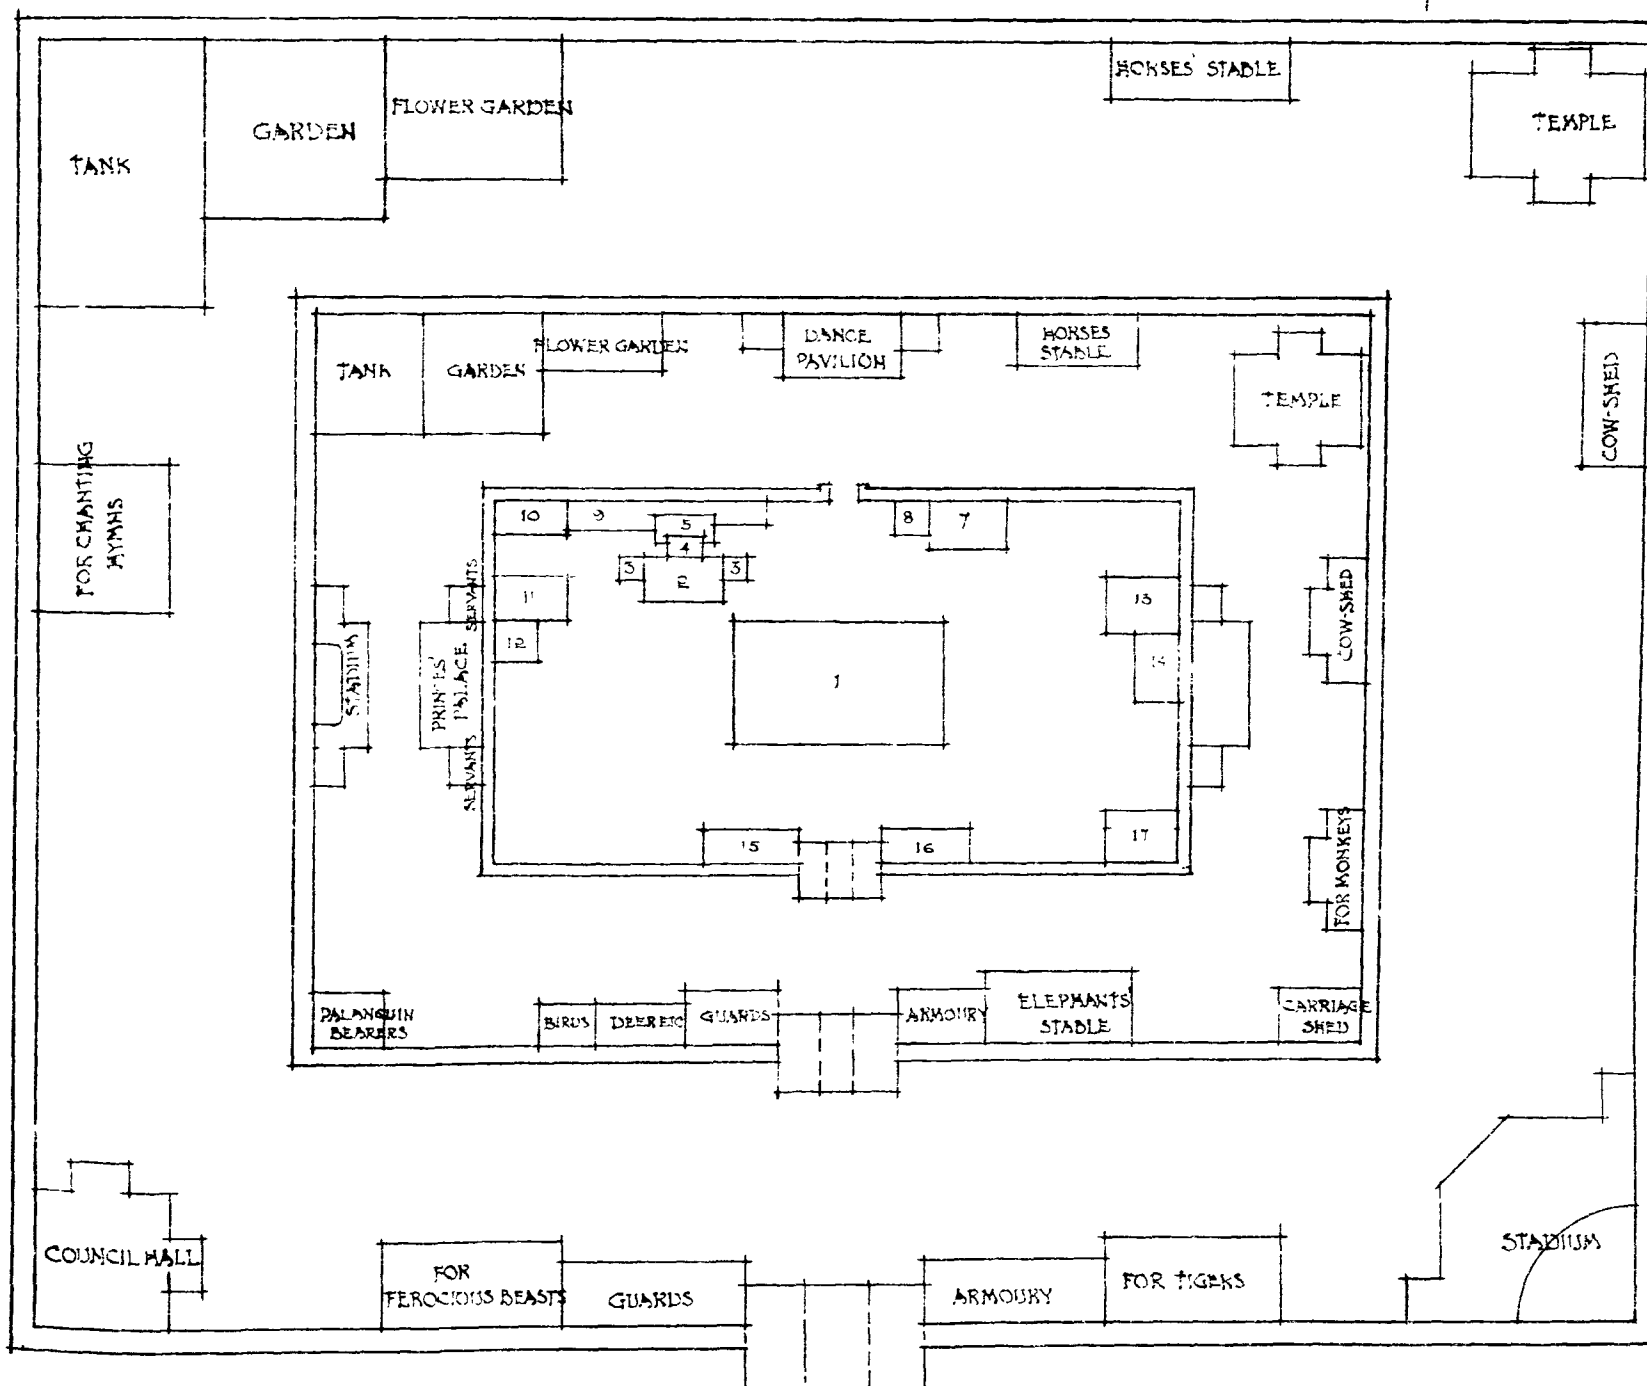 HORSES' STABLE
FLOWER GARDEN
TEMPLE
GARDEN
TANK
FLOWER GARDEN
DANCE
PAVILION
HORSES
STABLE
TANK
GARDEN
TEMPLE
COW-SHED
FOR CHANTING
HYMNS
10
9
5
8
7
4
3
2
3
11
12
13
14
1
SERVANTS
PRINCES'
PALACE
SERVANTS
STADIUM
COW-SHED
15
16
17
FOR MONKEYS
PALANQUIN
BEARERS
BIRDS
DEER ETC
GUARDS
ARMOURY
ELEPHANTS'
STABLE
CARRIAGE
SHED
COUNCIL HALL
FOR
FEROCIOUS BEASTS
GUARDS
ARMOURY
FOR TIGERS
STADIUM